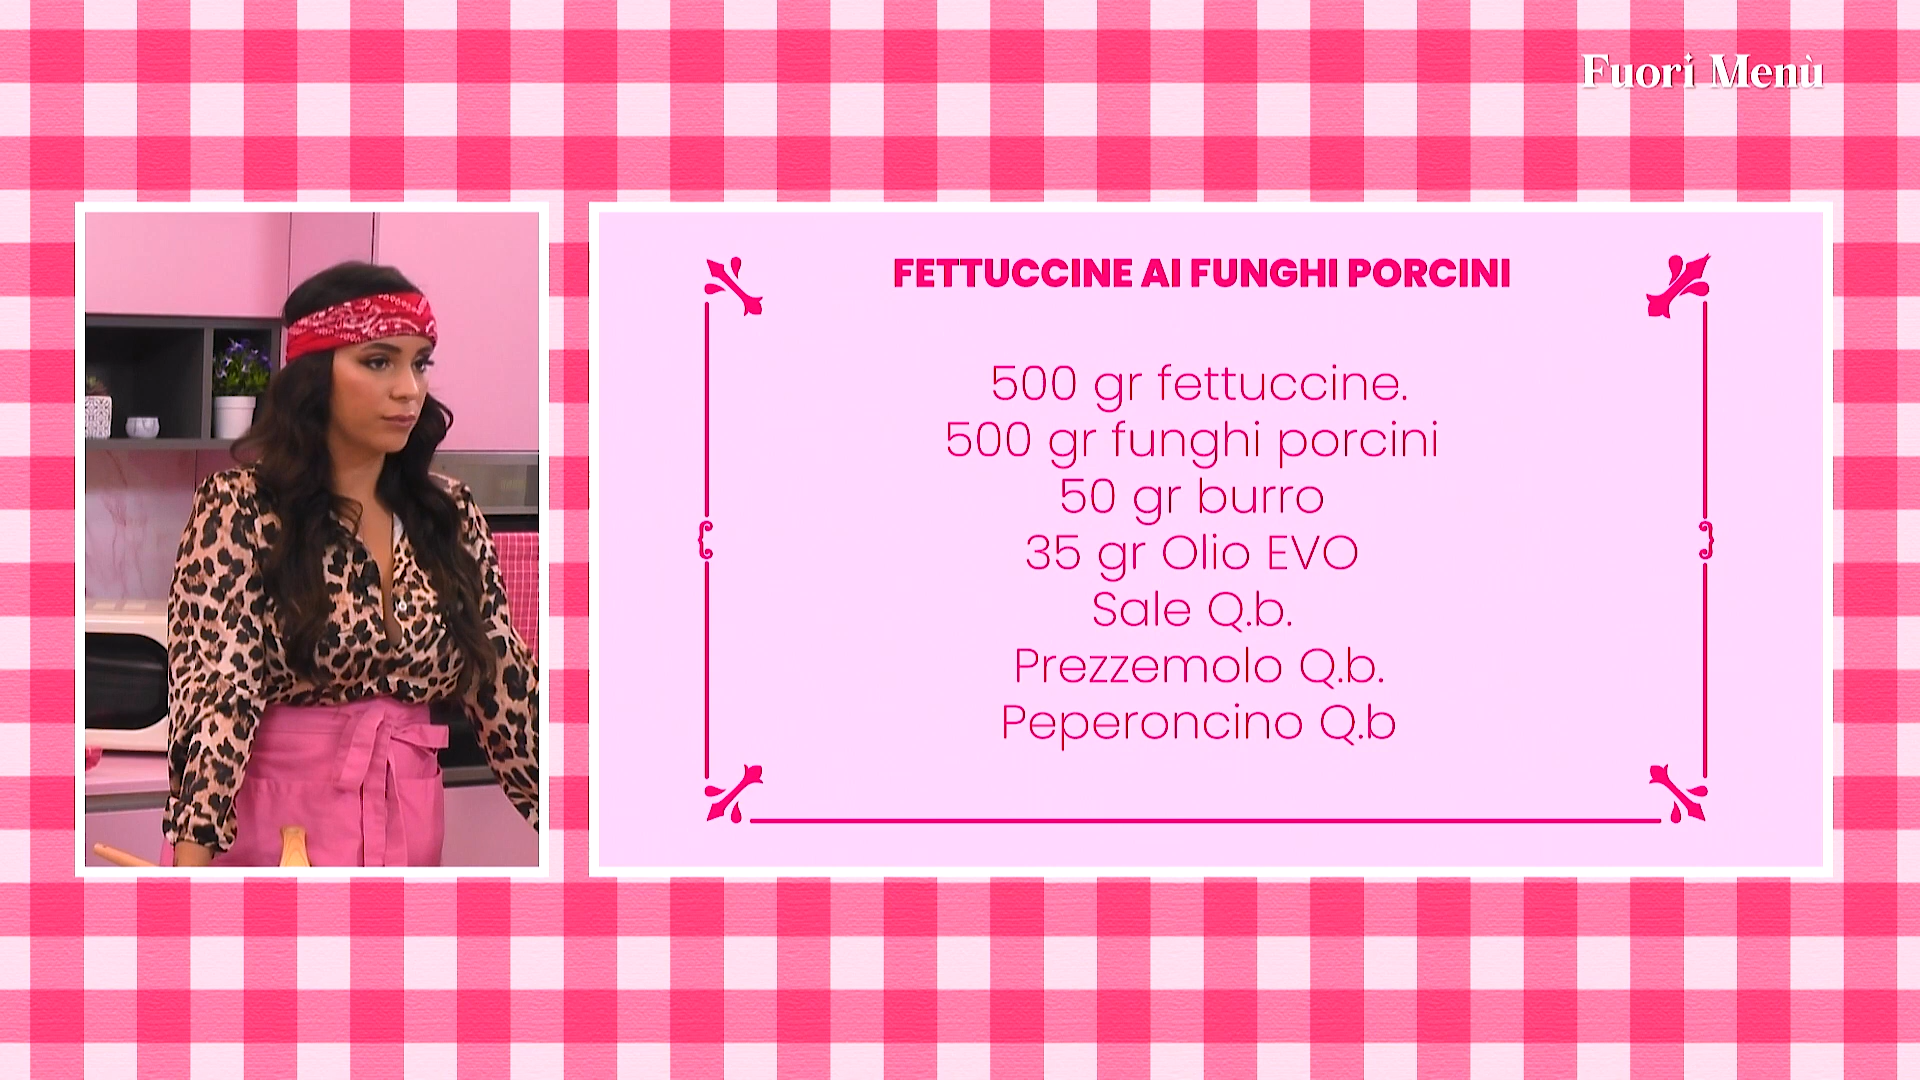 Fuori Menù
FETTUCCINE AI FUNGHI PORCINI
500 gr fettuccine.
500 gr funghi porcini
50 gr burro
35 gr Olio EVO
Sale Q.b.
Prezzemolo Q.b.
Peperoncino Q.b